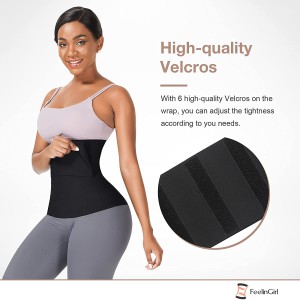 High-quality
Velcros
With 6 high-quality Velcros on the
wrap, you can adjust the tightness
according to you needs.
FeelinGirl